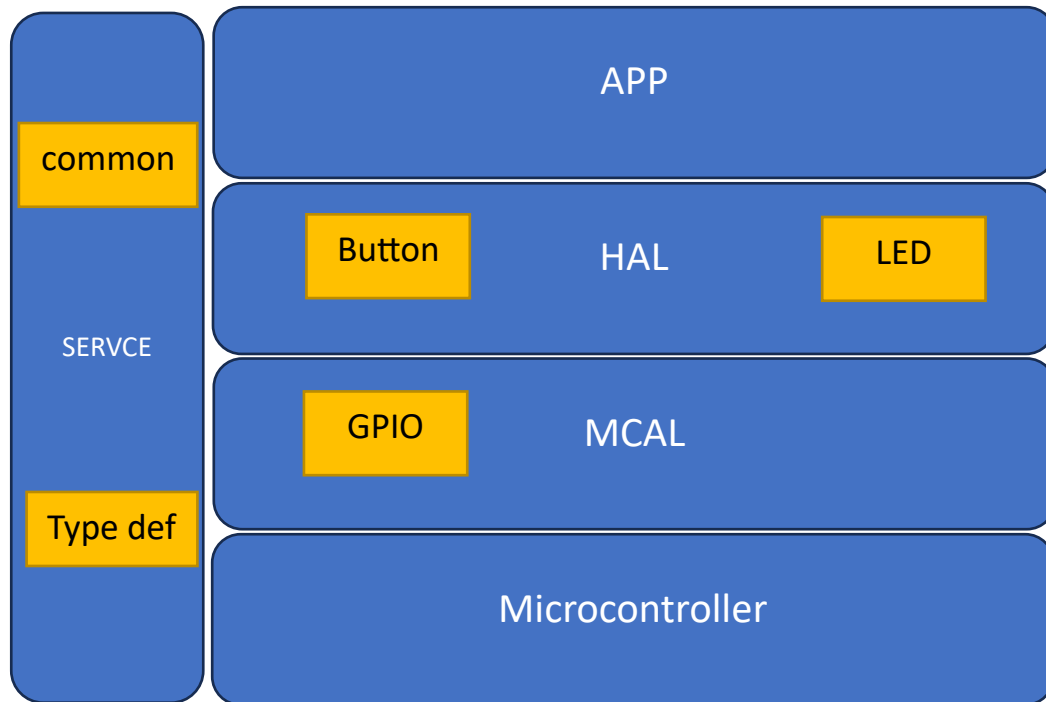 common
SERVCE
Type def
APP
Button
HAL
LED
GPIO
MCAL
Microcontroller